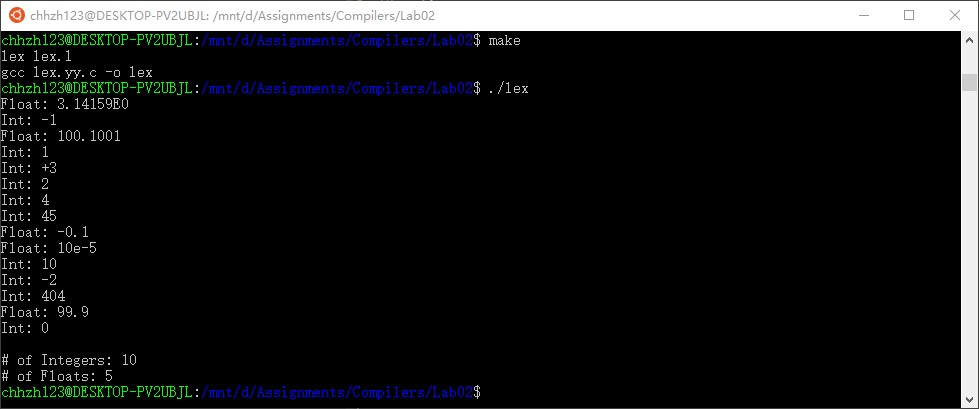 chhzh123@DESKTOP-PV2UBJL: /mnt/d/Assignments/Compilers/Lab02
chhzh123@DESKTOP-PV2UBJL:/mnt/d/Assignments/Compilers/Lab02$ make
lex lex.l
gcc lex.yy.c -o lex
chhzh123@DESKTOP-PV2UBJL:/mnt/d/Assignments/Compilers/Lab02$ ./lex
Float: 3.14159E0
Int: -1
Float: 100.1001
Int: 1
Int: +3
Int: 2
Int: 4
Int: 45
Float: -0.1
Float: 10e-5
Int: 10
Int: -2
Int: 404
Float: 99.9
Int: 0
# of Integers: 10
# of Floats: 5
chhzh123@DESKTOP-PV2UBJL:/mnt/d/Assignments/Compilers/Lab02$